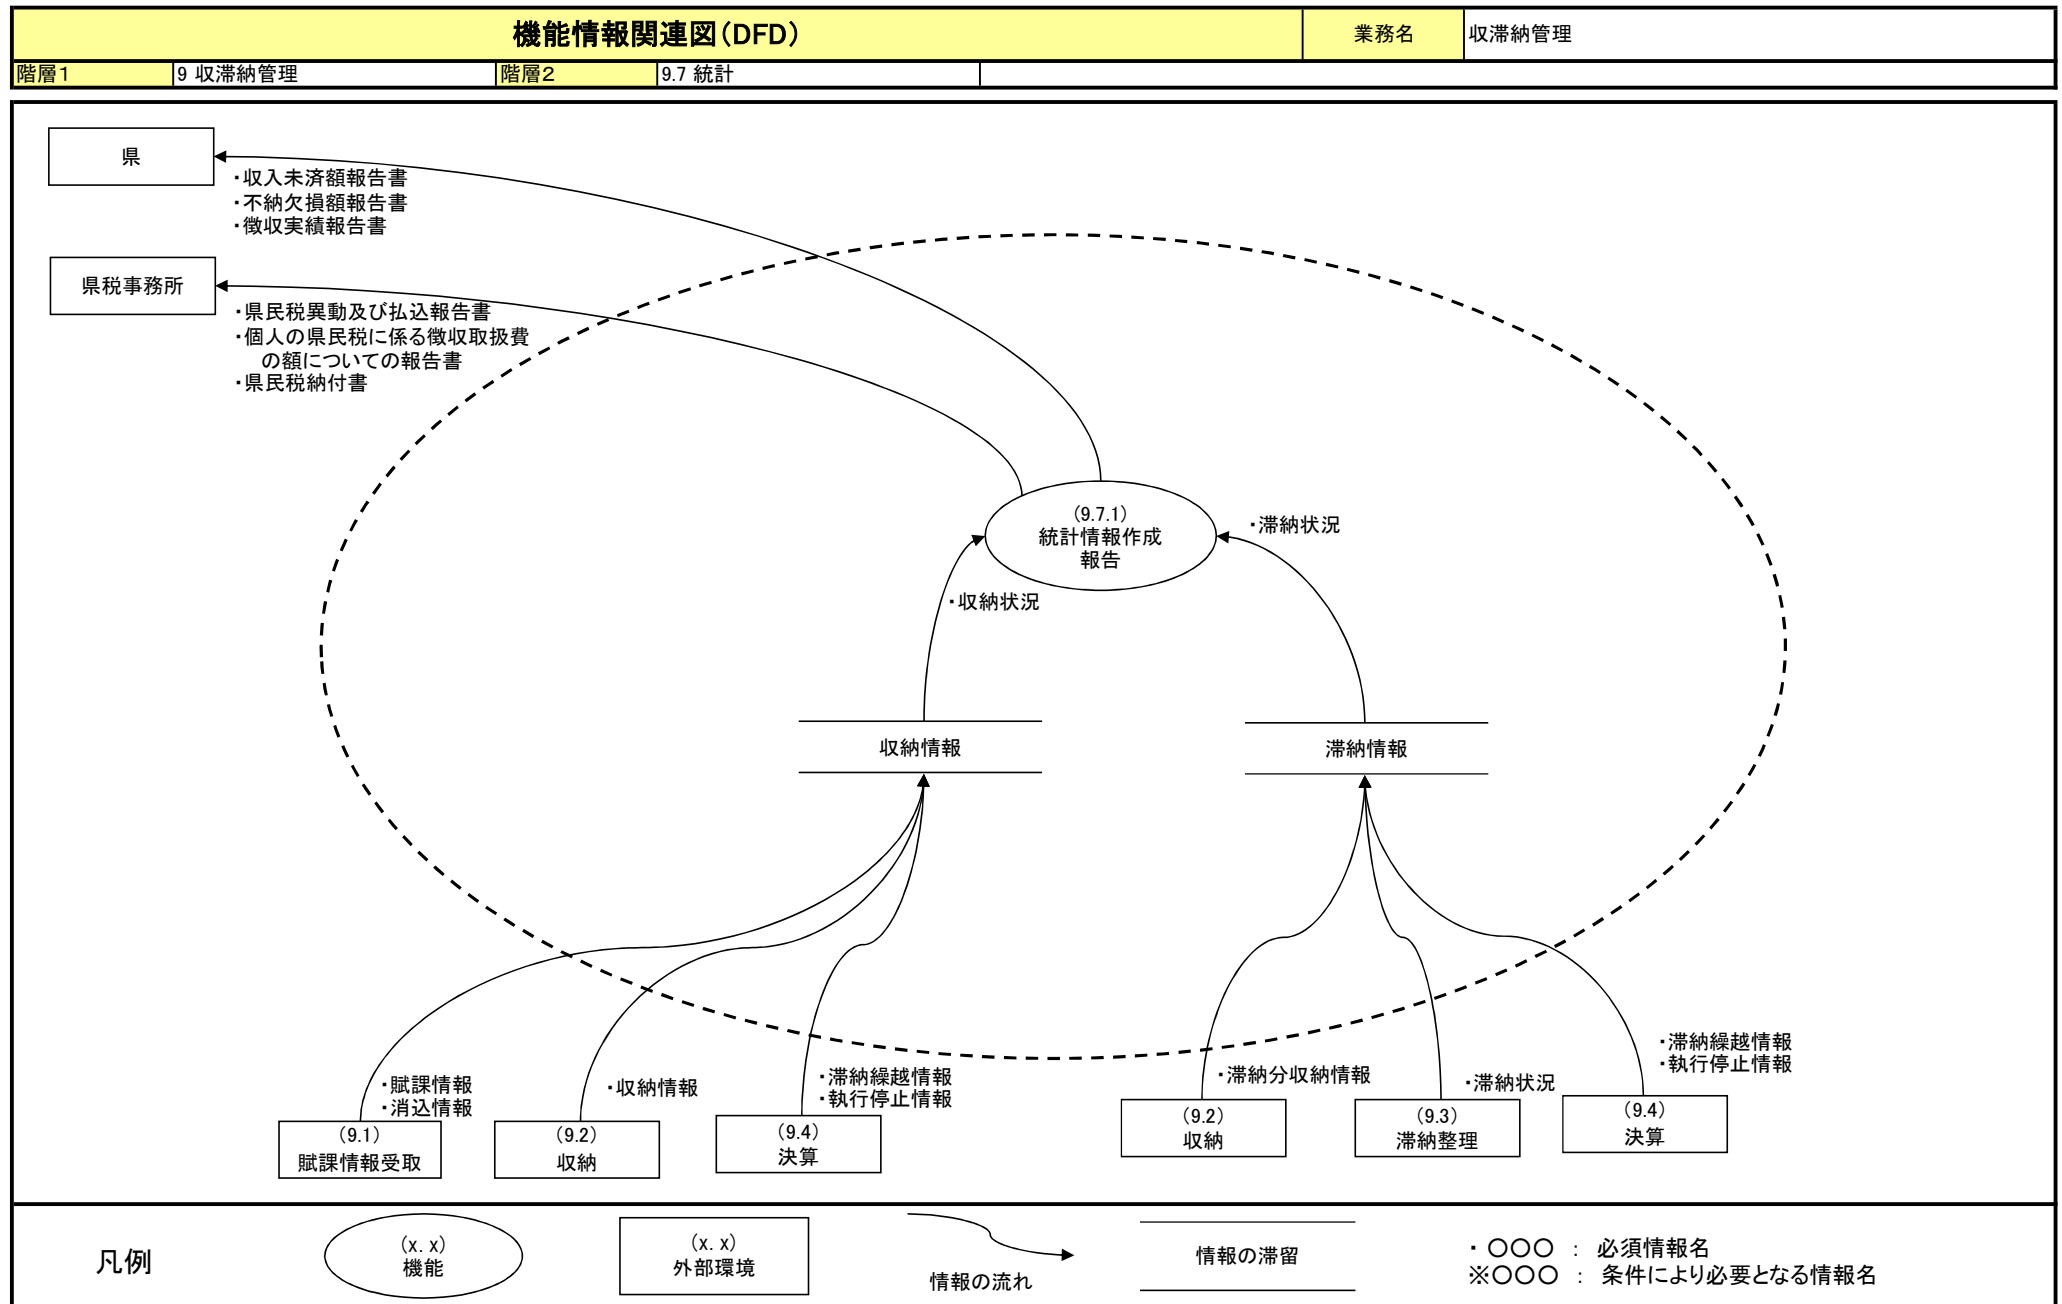 機能情報関連図(DFD)
業務名
収滞納管理
階層1
9 収滞納管理
階層2
9.7 統計
県
・収入未済額報告書
・不納欠損額報告書
・徴収実績報告書
県税事務所
・県民税異動及び払込報告書
・個人の県民税に係る徴収取扱費
の額についての報告書
・県民税納付書
(9.7.1)
統計情報作成
報告
・滞納状況
・収納状況
収納情報
滞納情報
・賦課情報
・消込情報
(9.1)
賦課情報受取
・収納情報
(9.2)
収納
・滞納繰越情報
・執行停止情報
(9.4)
決算
・滞納分収納情報
(9.2)
収納
・滞納状況
(9.3)
滞納整理
・滞納繰越情報
・執行停止情報
(9.4)
決算
凡例
(x.x)
機能
(x.x)
外部環境
情報の流れ
情報の滞留
・ 〇〇〇 : 必須情報名
※〇〇〇 : 条件により必要となる情報名